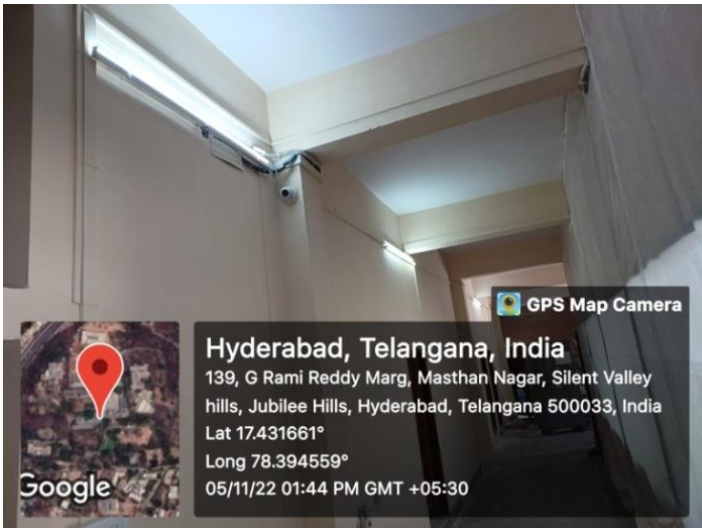 GPS Map Camera
Hyderabad, Telangana, India
139, G Rami Reddy Marg, Masthan Nagar, Silent Valley
hills, Jubilee Hills, Hyderabad, Telangana 500033, India
Lat 17.431661°
Long 78.394559°
05/11/22 01:44 PM GMT +05:30
Google